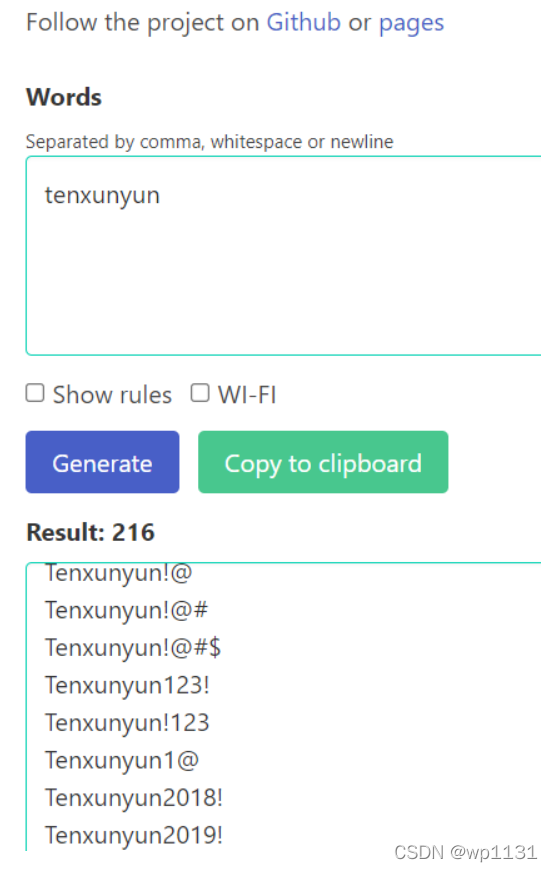 Follow the project on Github or pages
Words
Separated by comma, whitespace or newline
tenxunyun
Show rules WI-FI
Generate Copy to clipboard
Result: 216
Tenxunyun!@
Tenxunyun!@#
Tenxunyun!@#$
Tenxunyun123!
Tenxunyun!123
Tenxunyun1@
Tenxunyun2018!
Tenxunyun2019!
CSDN @wp1131